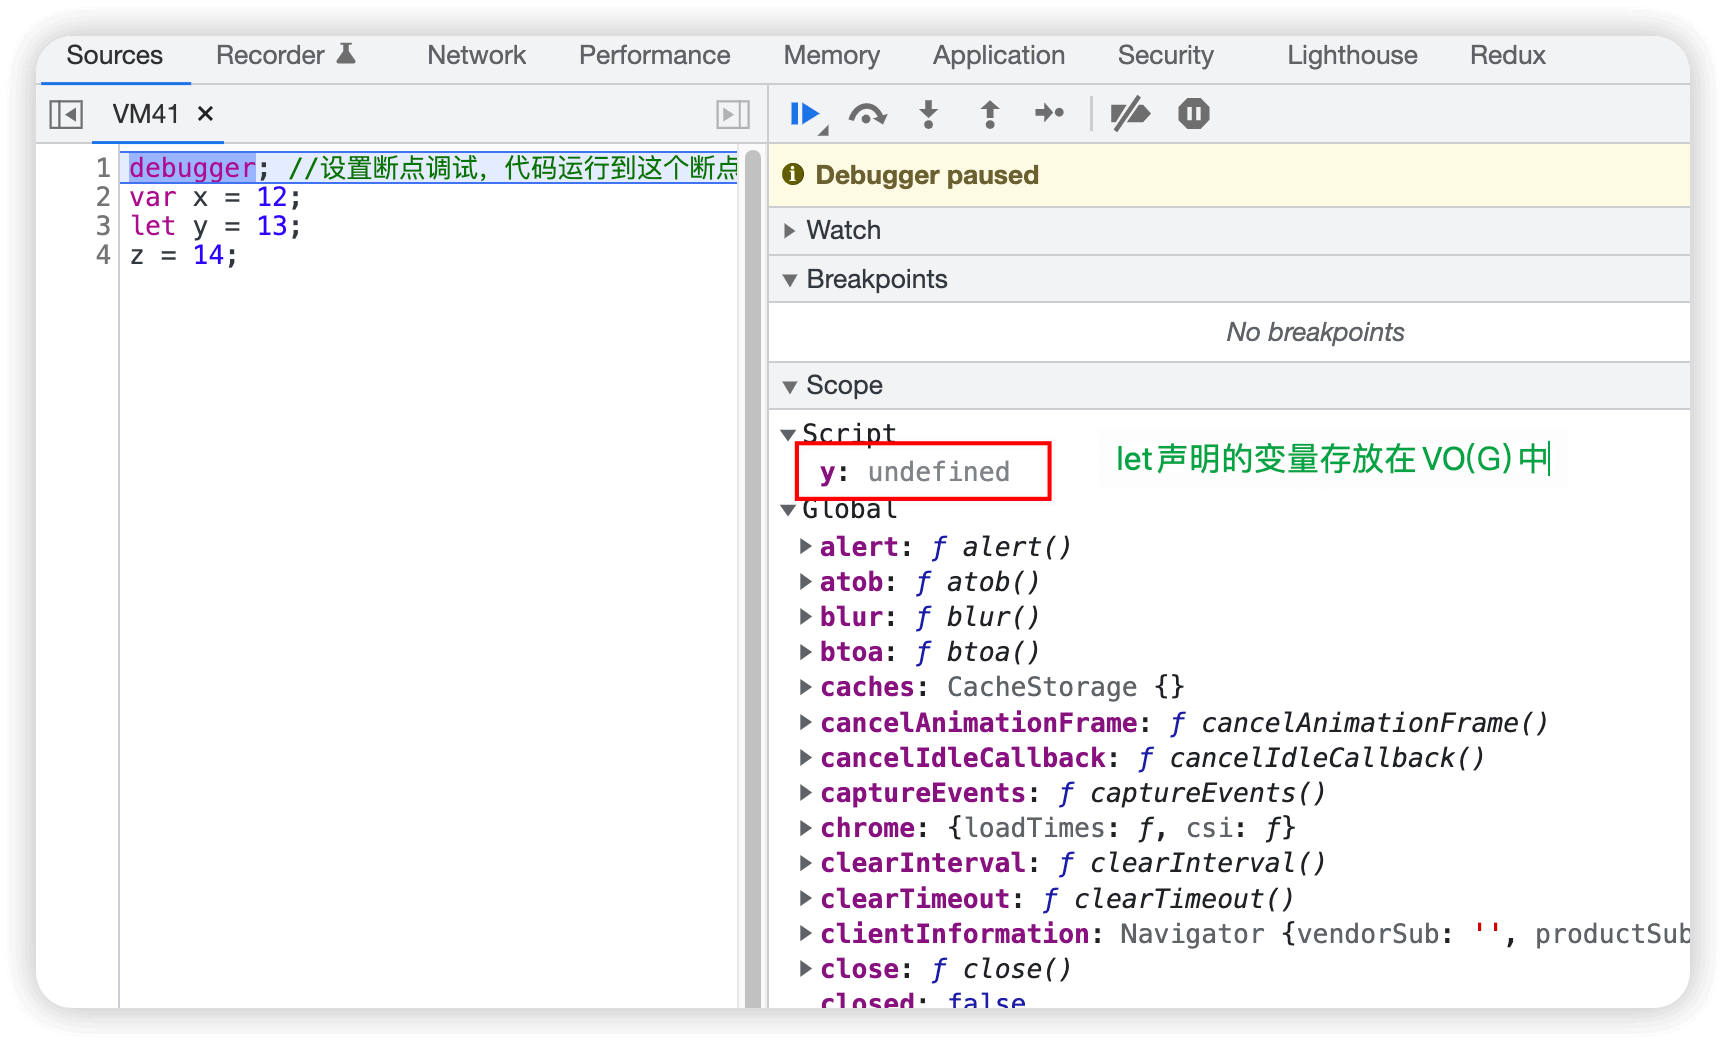 Sources Recorder Network Performance Memory Application Security Lighthouse Redux
VM41 ×
1 debugger; //设置断点调试，代码运行到这个断点
2 var x = 12;
3 let y = 13;
4 z = 14;
Debugger paused
Watch
Breakpoints
No breakpoints
Scope
Script
y: undefined
let声明的变量存放在VO(G)中
Global
alert: ƒ alert()
atob: ƒ atob()
blur: ƒ blur()
btoa: ƒ btoa()
caches: CacheStorage {}
cancelAnimationFrame: ƒ cancelAnimationFrame()
cancelIdleCallback: ƒ cancelIdleCallback()
captureEvents: ƒ captureEvents()
chrome: {loadTimes: ƒ, csi: ƒ}
clearInterval: ƒ clearInterval()
clearTimeout: ƒ clearTimeout()
clientInformation: Navigator {vendorSub: '', productSub
close: ƒ close()
closed: false